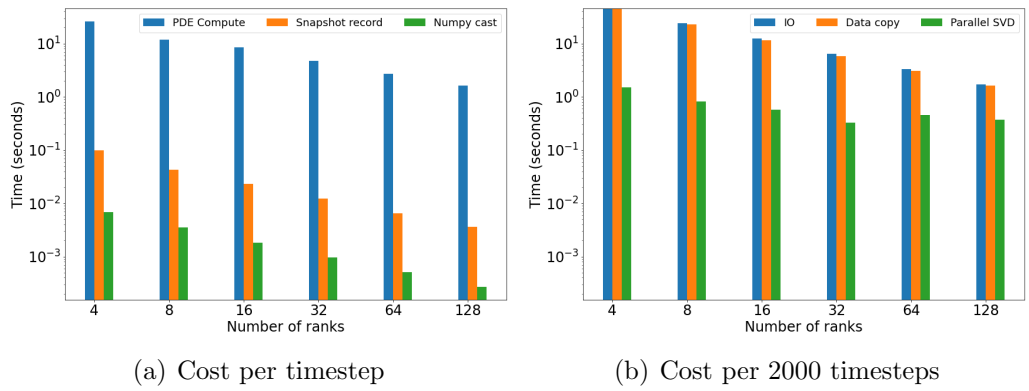 PDE Compute Snapshot record Numpy cast
Time (seconds)
10^1
10^0
10^-1
10^-2
10^-3
4 8 16 32 64 128
Number of ranks
(a) Cost per timestep
IO Data copy Parallel SVD
Time (seconds)
10^1
10^0
10^-1
10^-2
10^-3
4 8 16 32 64 128
Number of ranks
(b) Cost per 2000 timesteps